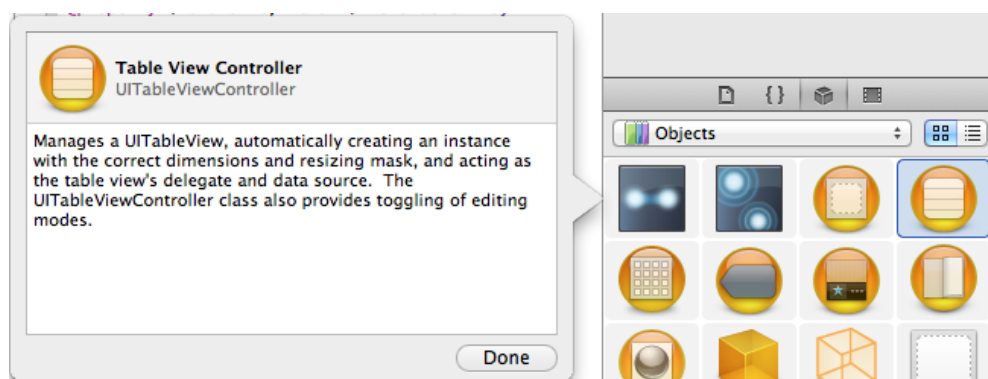 Table View Controller
UITableViewController
Manages a UITableView, automatically creating an instance
with the correct dimensions and resizing mask, and acting as
the table view's delegate and data source.  The
UITableViewController class also provides toggling of editing
modes.
Done
{ }
Objects